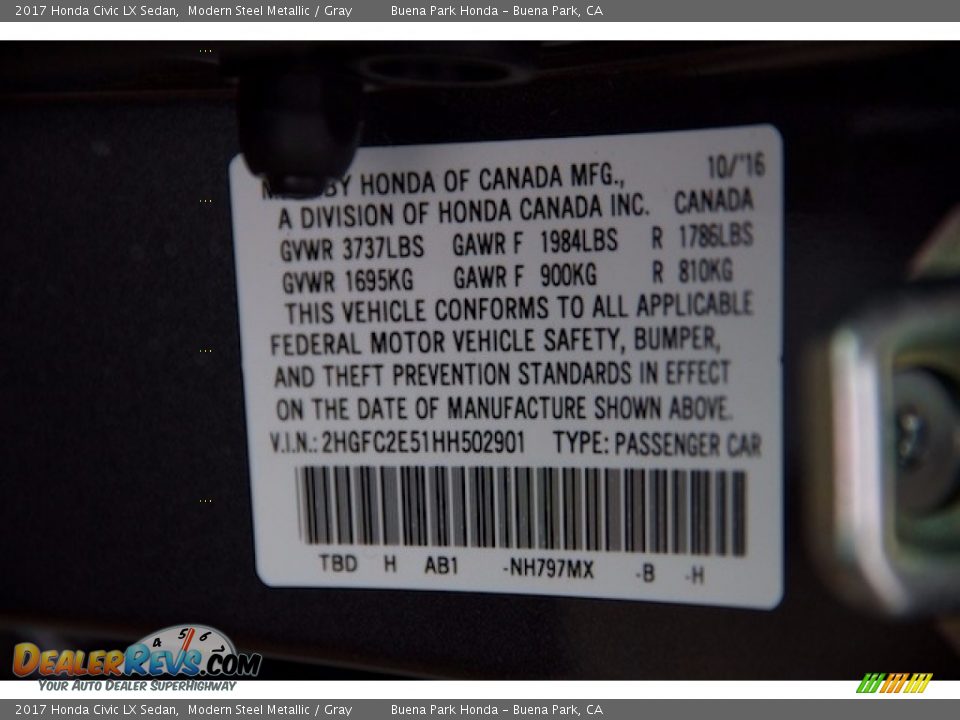 2017 Honda Civic LX Sedan, Modern Steel Metallic / Gray Buena Park Honda – Buena Park, CA
10/'16
BY HONDA OF CANADA MFG.,
A DIVISION OF HONDA CANADA INC. CANADA
GVWR 3737LBS GAWR F 1984LBS R 1786LBS
GVWR 1695KG GAWR F 900KG R 810KG
THIS VEHICLE CONFORMS TO ALL APPLICABLE
FEDERAL MOTOR VEHICLE SAFETY, BUMPER,
AND THEFT PREVENTION STANDARDS IN EFFECT
ON THE DATE OF MANUFACTURE SHOWN ABOVE.
V.I.N.: 2HGFC2E51HH502901 TYPE: PASSENGER CAR
TBD H AB1 -NH797MX -B -H
4 5 6
DEALERREVS.COM
YOUR AUTO DEALER SUPERHIGHWAY
2017 Honda Civic LX Sedan, Modern Steel Metallic / Gray Buena Park Honda – Buena Park, CA